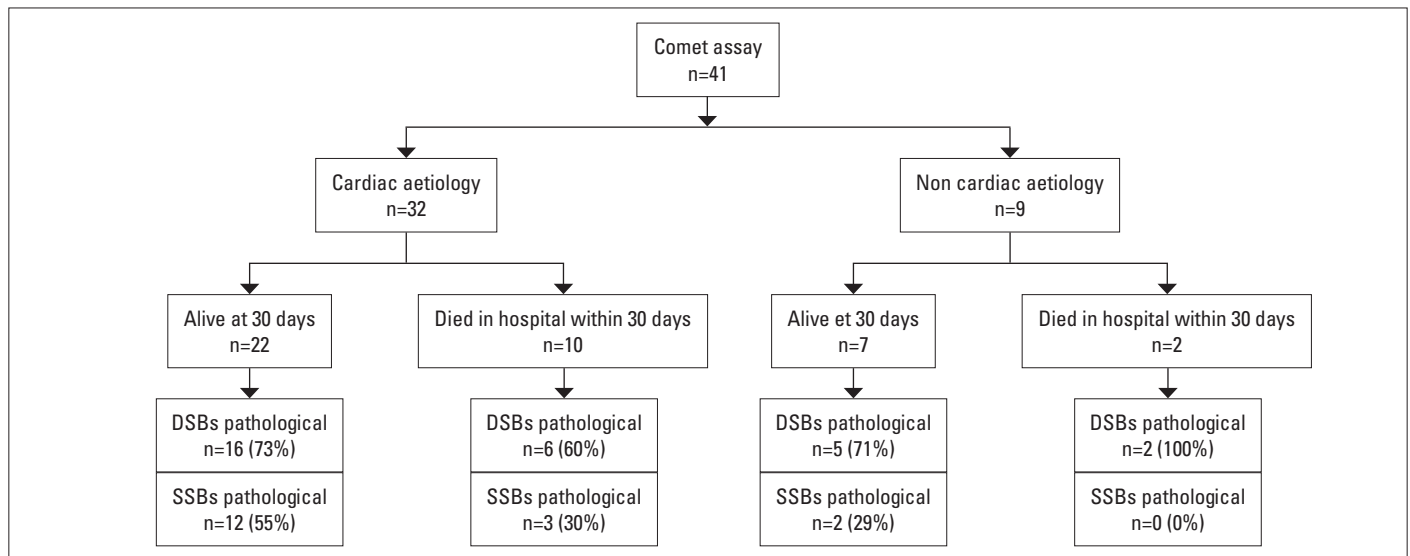 Comet assay
n=41
Cardiac aetiology
n=32
Non cardiac aetiology
n=9
Alive at 30 days
n=22
Died in hospital within 30 days
n=10
Alive et 30 days
n=7
Died in hospital within 30 days
n=2
DSBs pathological
n=16 (73%)
SSBs pathological
n=12 (55%)
DSBs pathological
n=6 (60%)
SSBs pathological
n=3 (30%)
DSBs pathological
n=5 (71%)
SSBs pathological
n=2 (29%)
DSBs pathological
n=2 (100%)
SSBs pathological
n=0 (0%)